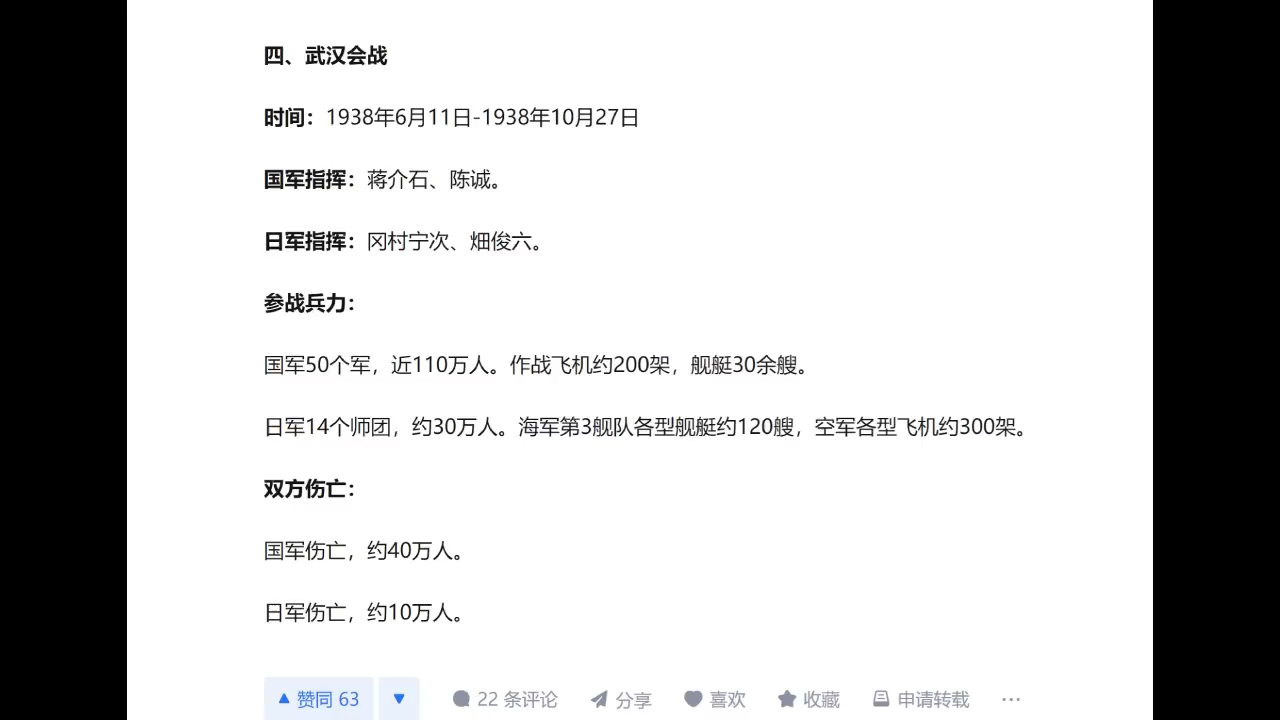 四、武汉会战
时间：1938年6月11日-1938年10月27日
国军指挥：蒋介石、陈诚。
日军指挥：冈村宁次、畑俊六。
参战兵力：
国军50个军，近110万人。作战飞机约200架，舰艇30余艘。
日军14个师团，约30万人。海军第3舰队各型舰艇约120艘，空军各型飞机约300架。
双方伤亡：
国军伤亡，约40万人。
日军伤亡，约10万人。
赞同 63 22 条评论 分享 喜欢 收藏 申请转载 ···